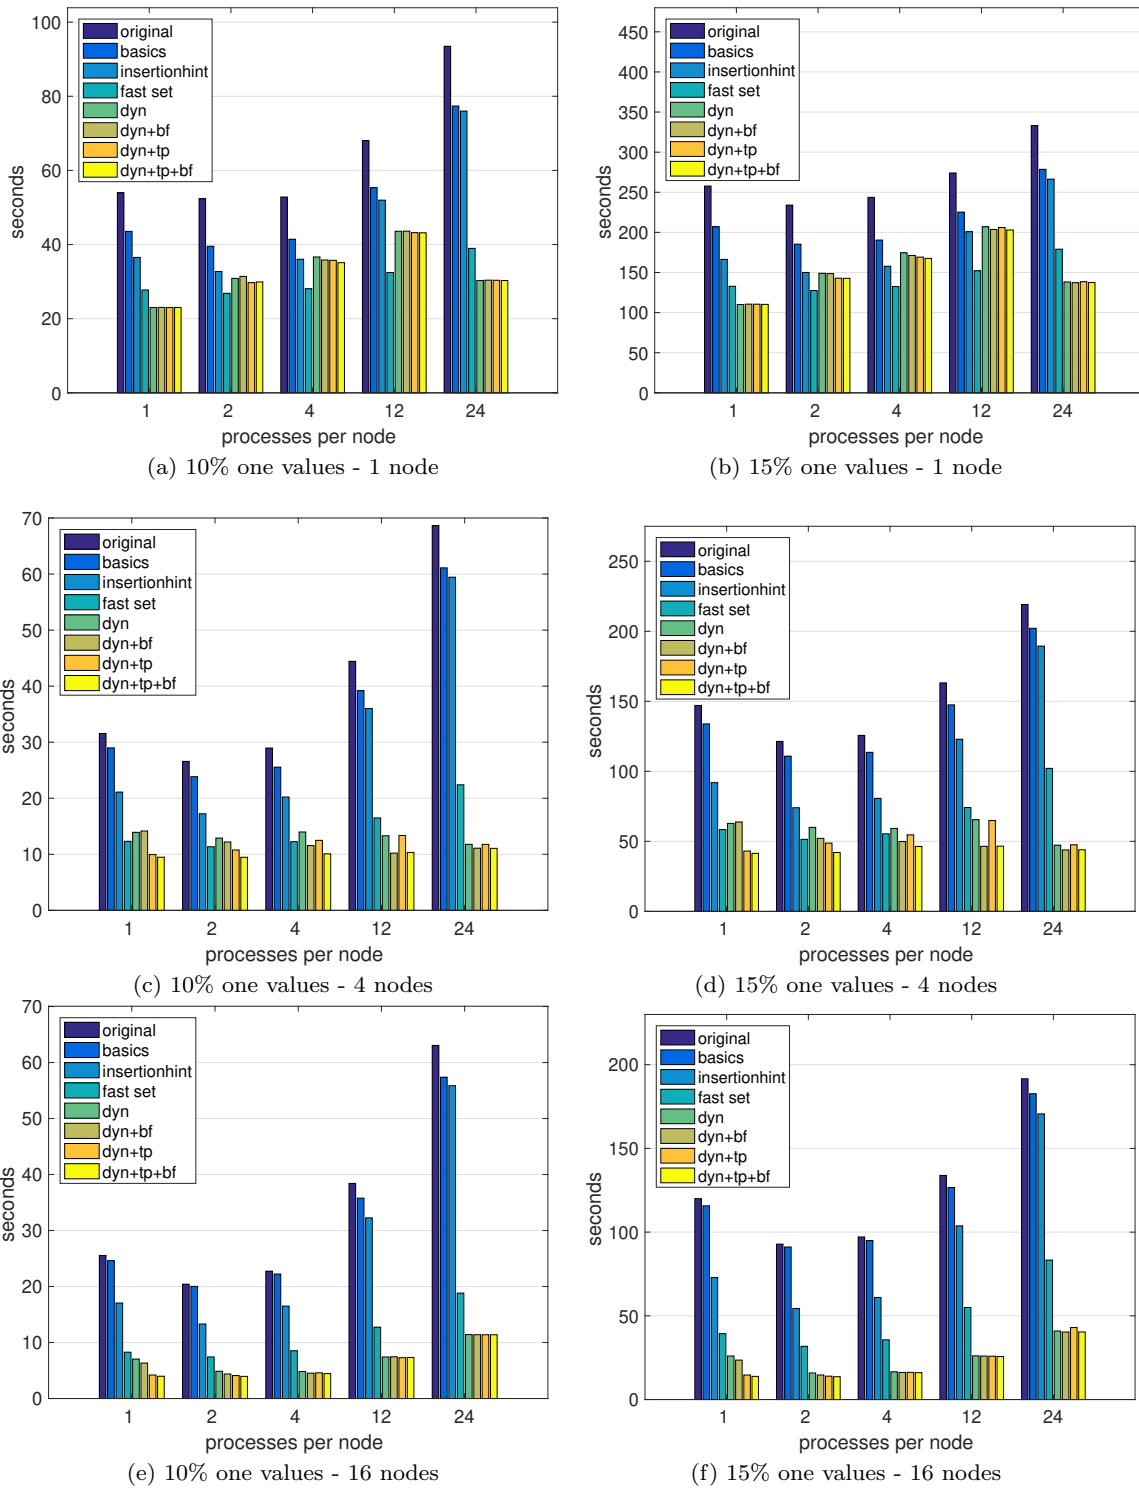 100
80
60
40
20
0
seconds
original
basics
insertionhint
fast set
dyn
dyn+bf
dyn+tp
dyn+tp+bf
1 2 4 12 24
processes per node
(a) 10% one values - 1 node
450
400
350
300
250
200
150
100
50
0
seconds
original
basics
insertionhint
fast set
dyn
dyn+bf
dyn+tp
dyn+tp+bf
1 2 4 12 24
processes per node
(b) 15% one values - 1 node
70
60
50
40
30
20
10
0
seconds
original
basics
insertionhint
fast set
dyn
dyn+bf
dyn+tp
dyn+tp+bf
1 2 4 12 24
processes per node
(c) 10% one values - 4 nodes
250
200
150
100
50
0
seconds
original
basics
insertionhint
fast set
dyn
dyn+bf
dyn+tp
dyn+tp+bf
1 2 4 12 24
processes per node
(d) 15% one values - 4 nodes
70
60
50
40
30
20
10
0
seconds
original
basics
insertionhint
fast set
dyn
dyn+bf
dyn+tp
dyn+tp+bf
1 2 4 12 24
processes per node
(e) 10% one values - 16 nodes
200
150
100
50
0
seconds
original
basics
insertionhint
fast set
dyn
dyn+bf
dyn+tp
dyn+tp+bf
1 2 4 12 24
processes per node
(f) 15% one values - 16 nodes